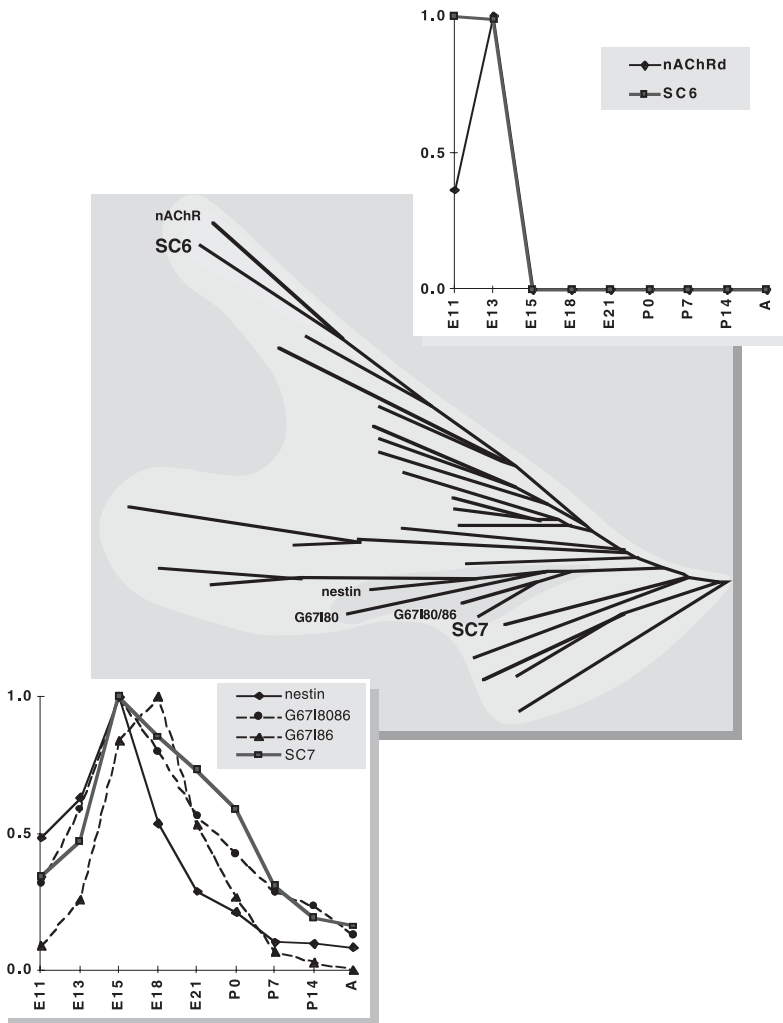 1.0
nAChRd
SC6
0.5
0.0
E11
E13
E15
E18
E21
P0
P7
P14
A
nAChR
SC6
nestin
G67I80
G67I80/86
SC7
1.0
nestin
G67I8086
G67I86
SC7
0.5
0.0
E11
E13
E15
E18
E21
P0
P7
P14
A